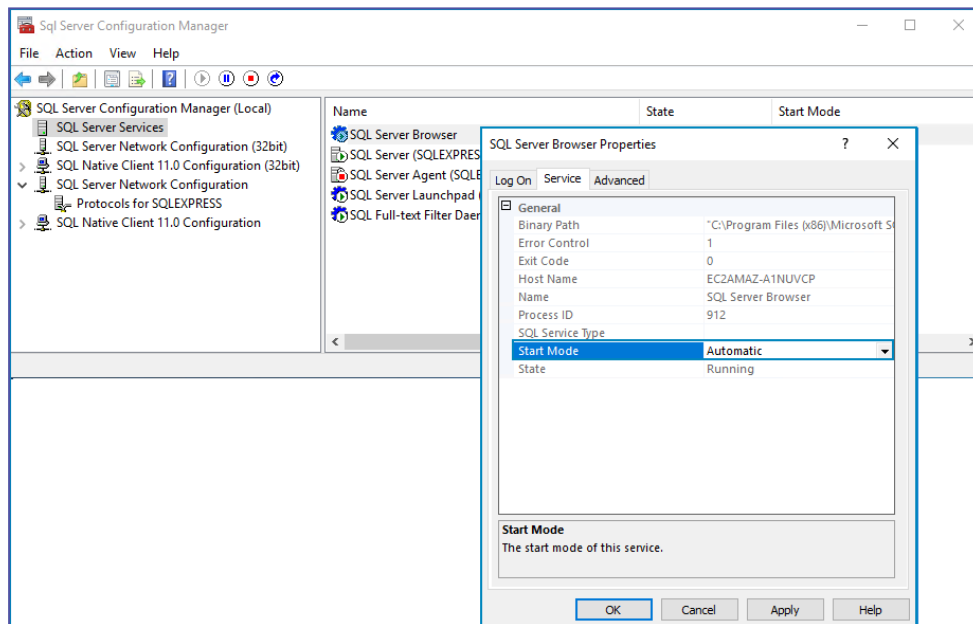 Sql Server Configuration Manager
File Action View Help
SQL Server Configuration Manager (Local)
SQL Server Services
SQL Server Network Configuration (32bit)
SQL Native Client 11.0 Configuration (32bit)
SQL Server Network Configuration
Protocols for SQLEXPRESS
SQL Native Client 11.0 Configuration
Name State Start Mode
SQL Server Browser
SQL Server (SQLEXPRES
SQL Server Agent (SQLE
SQL Server Launchpad (
SQL Full-text Filter Daer
SQL Server Browser Properties ?
Log On Service Advanced
General
Binary Path "C:\Program Files (x86)\Microsoft
Error Control 1
Exit Code 0
Host Name EC2AMAZ-A1NUVCP
Name SQL Server Browser
Process ID 912
SQL Service Type
Start Mode Automatic
State Running
Start Mode
The start mode of this service.
OK Cancel Apply Help